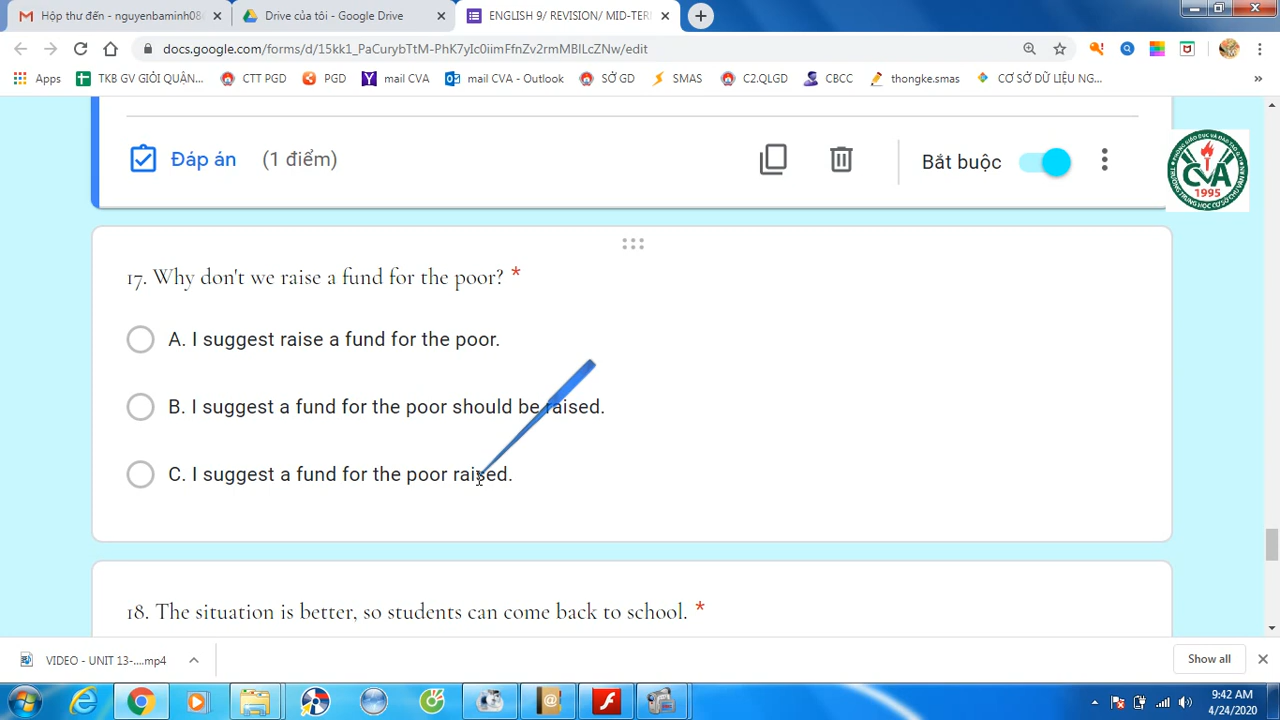 Hộp thư đến - nguyenbaminh08
Drive của tôi - Google Drive
ENGLISH 9/ REVISION/ MID-TER
docs.google.com/forms/d/15kk1_PaCurybTtM-PhK7yIc0iImFfnZv2rmMBlLcZNw/edit
Apps
TKB GV GIỎI QUẬN...
CTT PGD
PGD
mail CVA
mail CVA - Outlook
SỞ GD
SMAS
C2.QLGD
CBCC
thongke.smas
CƠ SỞ DỮ LIỆU NG...
»
Đáp án (1 điểm)
Bắt buộc
CVA
1995
17. Why don't we raise a fund for the poor? *
A. I suggest raise a fund for the poor.
B. I suggest a fund for the poor should be raised.
C. I suggest a fund for the poor raised.
18. The situation is better, so students can come back to school. *
VIDEO - UNIT 13-....mp4
Show all
9:42 AM
4/24/2020